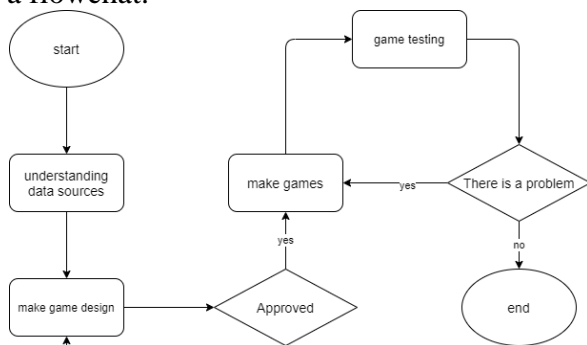 a flowchat.
start
game testing
understanding
data sources
make games
yes
There is a problem
yes
no
make game design
Approved
end